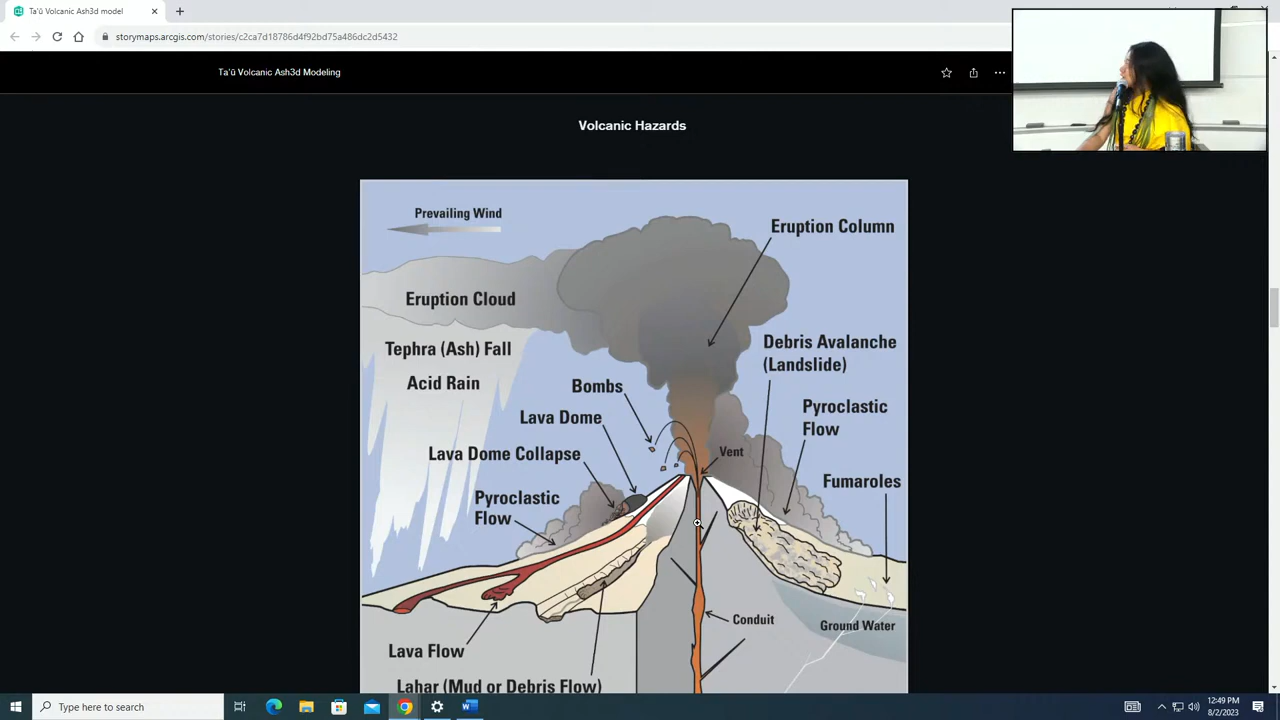 Ta'ū Volcanic Ash3d model
storymaps.arcgis.com/stories/c2ca7d18786d4f92bd75a486dc2d5432
Ta'ū Volcanic Ash3d Modeling
Volcanic Hazards
Prevailing Wind
Eruption Column
Eruption Cloud
Tephra (Ash) Fall
Acid Rain
Debris Avalanche
(Landslide)
Bombs
Lava Dome
Pyroclastic
Flow
Lava Dome Collapse
Vent
Fumaroles
Pyroclastic
Flow
Conduit
Ground Water
Lava Flow
Lahar (Mud or Debris Flow)
Type here to search
12:49 PM
8/2/2023